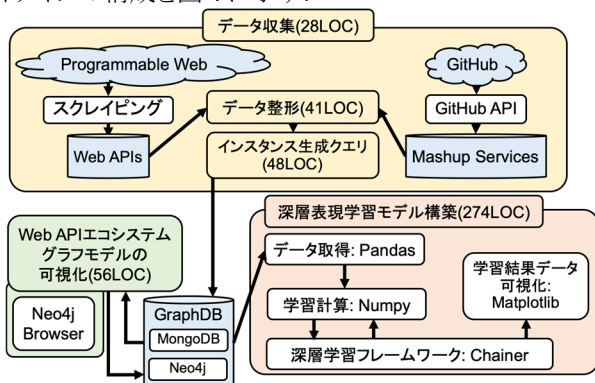 データ収集(28LOC)
Programmable Web
GitHub
スクレイピング
データ整形(41LOC)
GitHub API
Web APIs
インスタンス生成クエリ
(48LOC)
Mashup Services
深層表現学習モデル構築(274LOC)
Web APIエコシステム
グラフモデルの
可視化(56LOC)
データ取得: Pandas
学習結果データ
可視化:
Matplotlib
Neo4j
Browser
GraphDB
MongoDB
Neo4j
学習計算: Numpy
深層学習フレームワーク: Chainer